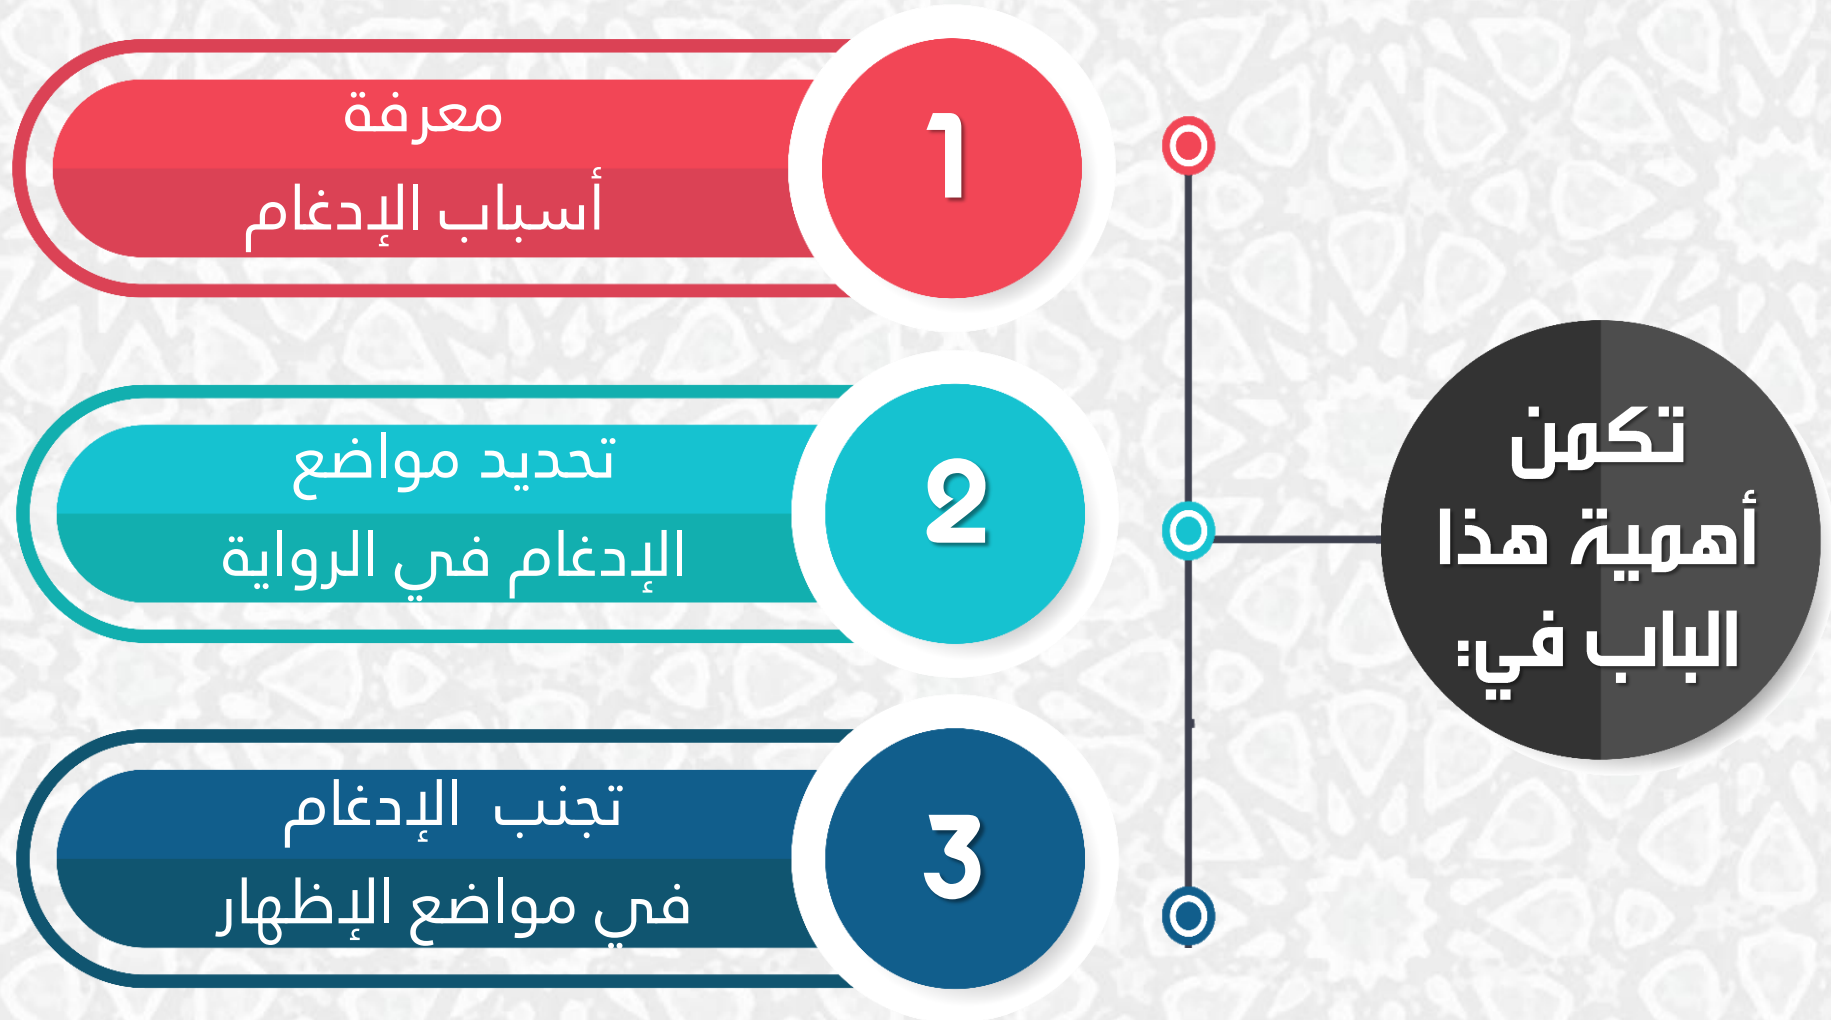 تكمن
أهمية هذا
الباب في:
1
معرفة
أسباب الإدغام
2
تحديد مواضع
الإدغام في الرواية
3
تجنب الإدغام
في مواضع الإظهار